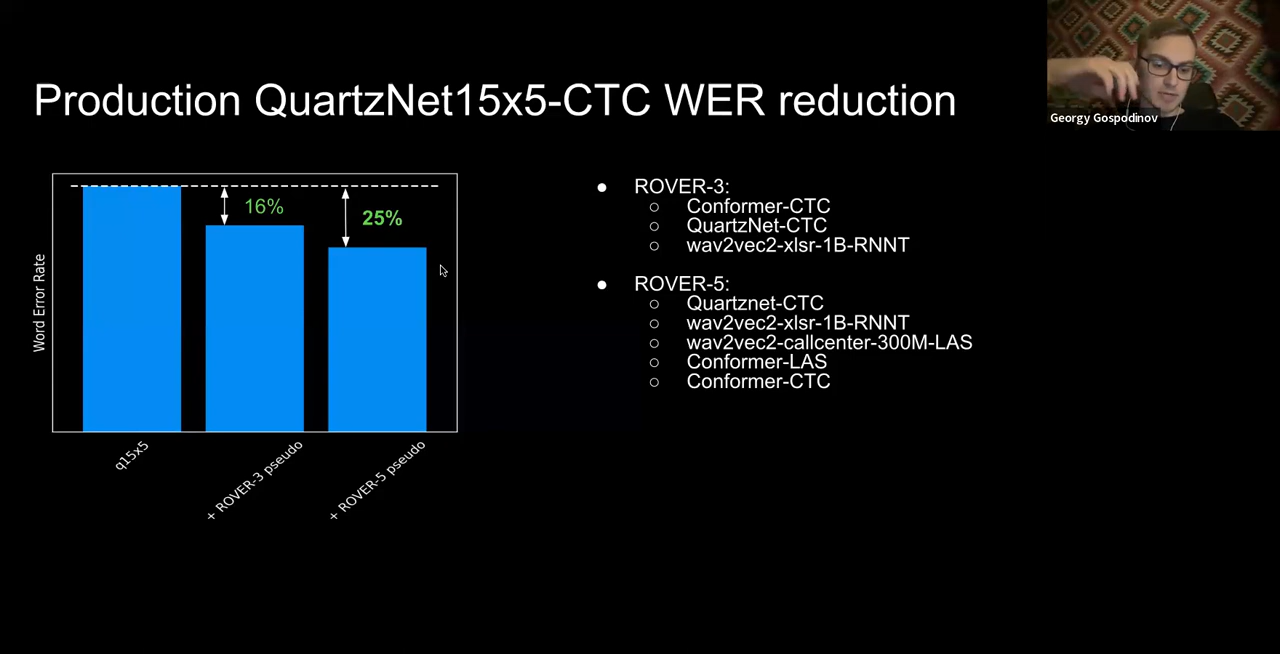 Production QuartzNet15x5-CTC WER reduction
Georgy Gospodinov
16%
25%
Word Error Rate
q15x5
+ ROVER-3 pseudo
+ ROVER-5 pseudo
● ROVER-3:
○ Conformer-CTC
○ QuartzNet-CTC
○ wav2vec2-xlsr-1B-RNNT
● ROVER-5:
○ Quartznet-CTC
○ wav2vec2-xlsr-1B-RNNT
○ wav2vec2-callcenter-300M-LAS
○ Conformer-LAS
○ Conformer-CTC